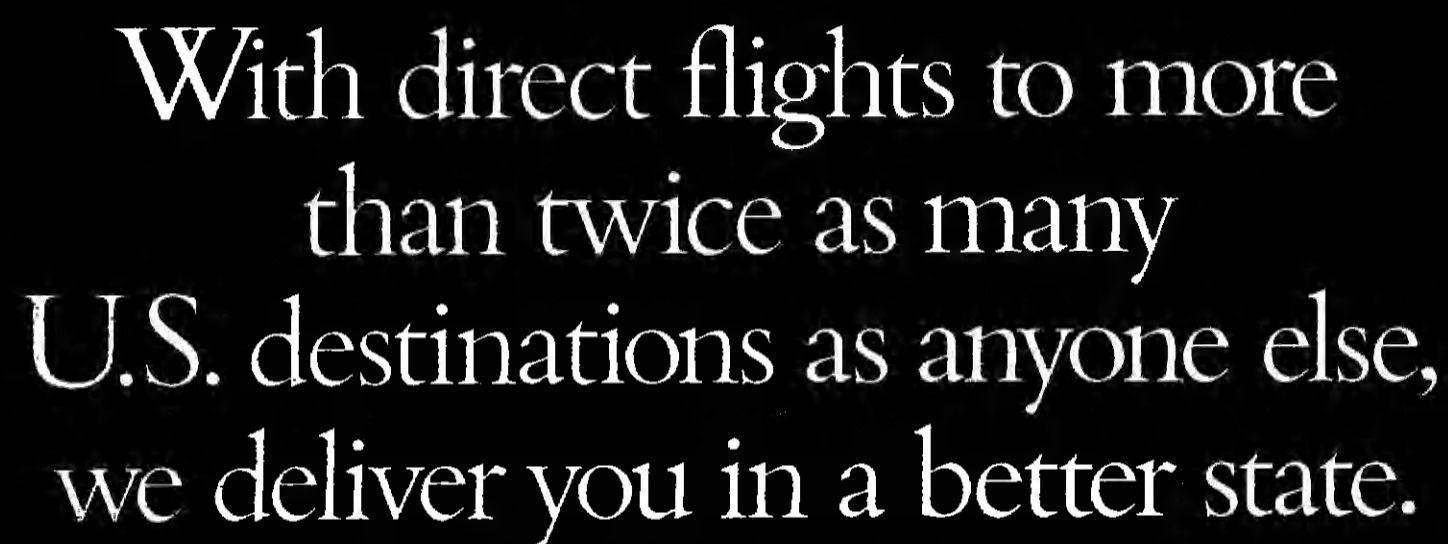 With direct flights to more
than twice as many
U.S. destinations as anyone else,
we deliver you in a better state.